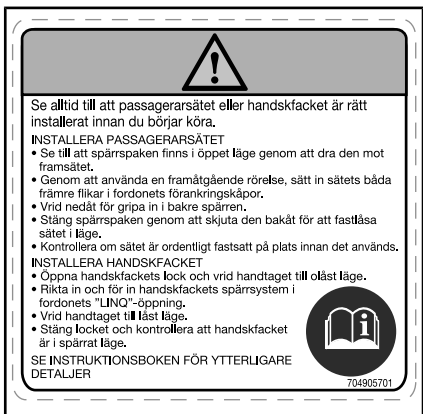 Se alltid till att passagerarsätet eller handskfacket är rätt
installerat innan du börjar köra.
INSTALLERA PASSAGERARSÄTET
• Se till att spärrspaken finns i öppet läge genom att dra den mot
framsätet.
• Genom att använda en framåtgående rörelse, sätt in sätets båda
främre flikar i fordonets förankringskåpor.
• Vrid nedåt för gripa in i bakre spärren.
• Stäng spärrspaken genom att skjuta den bakåt för att fastlåsa
sätet i läge.
• Kontrollera om sätet är ordentligt fastsatt på plats innan det används.
INSTALLERA HANDSKFACKET
• Öppna handskfackets lock och vrid handtaget till olåst läge.
• Rikta in och för in handskfackets spärrsystem i
fordonets "LINQ"-öppning.
• Vrid handtaget till låst läge.
• Stäng locket och kontrollera att handskfacket
är i spärrat läge.
SE INSTRUKTIONSBOKEN FÖR YTTERLIGARE
DETALJER
704905701